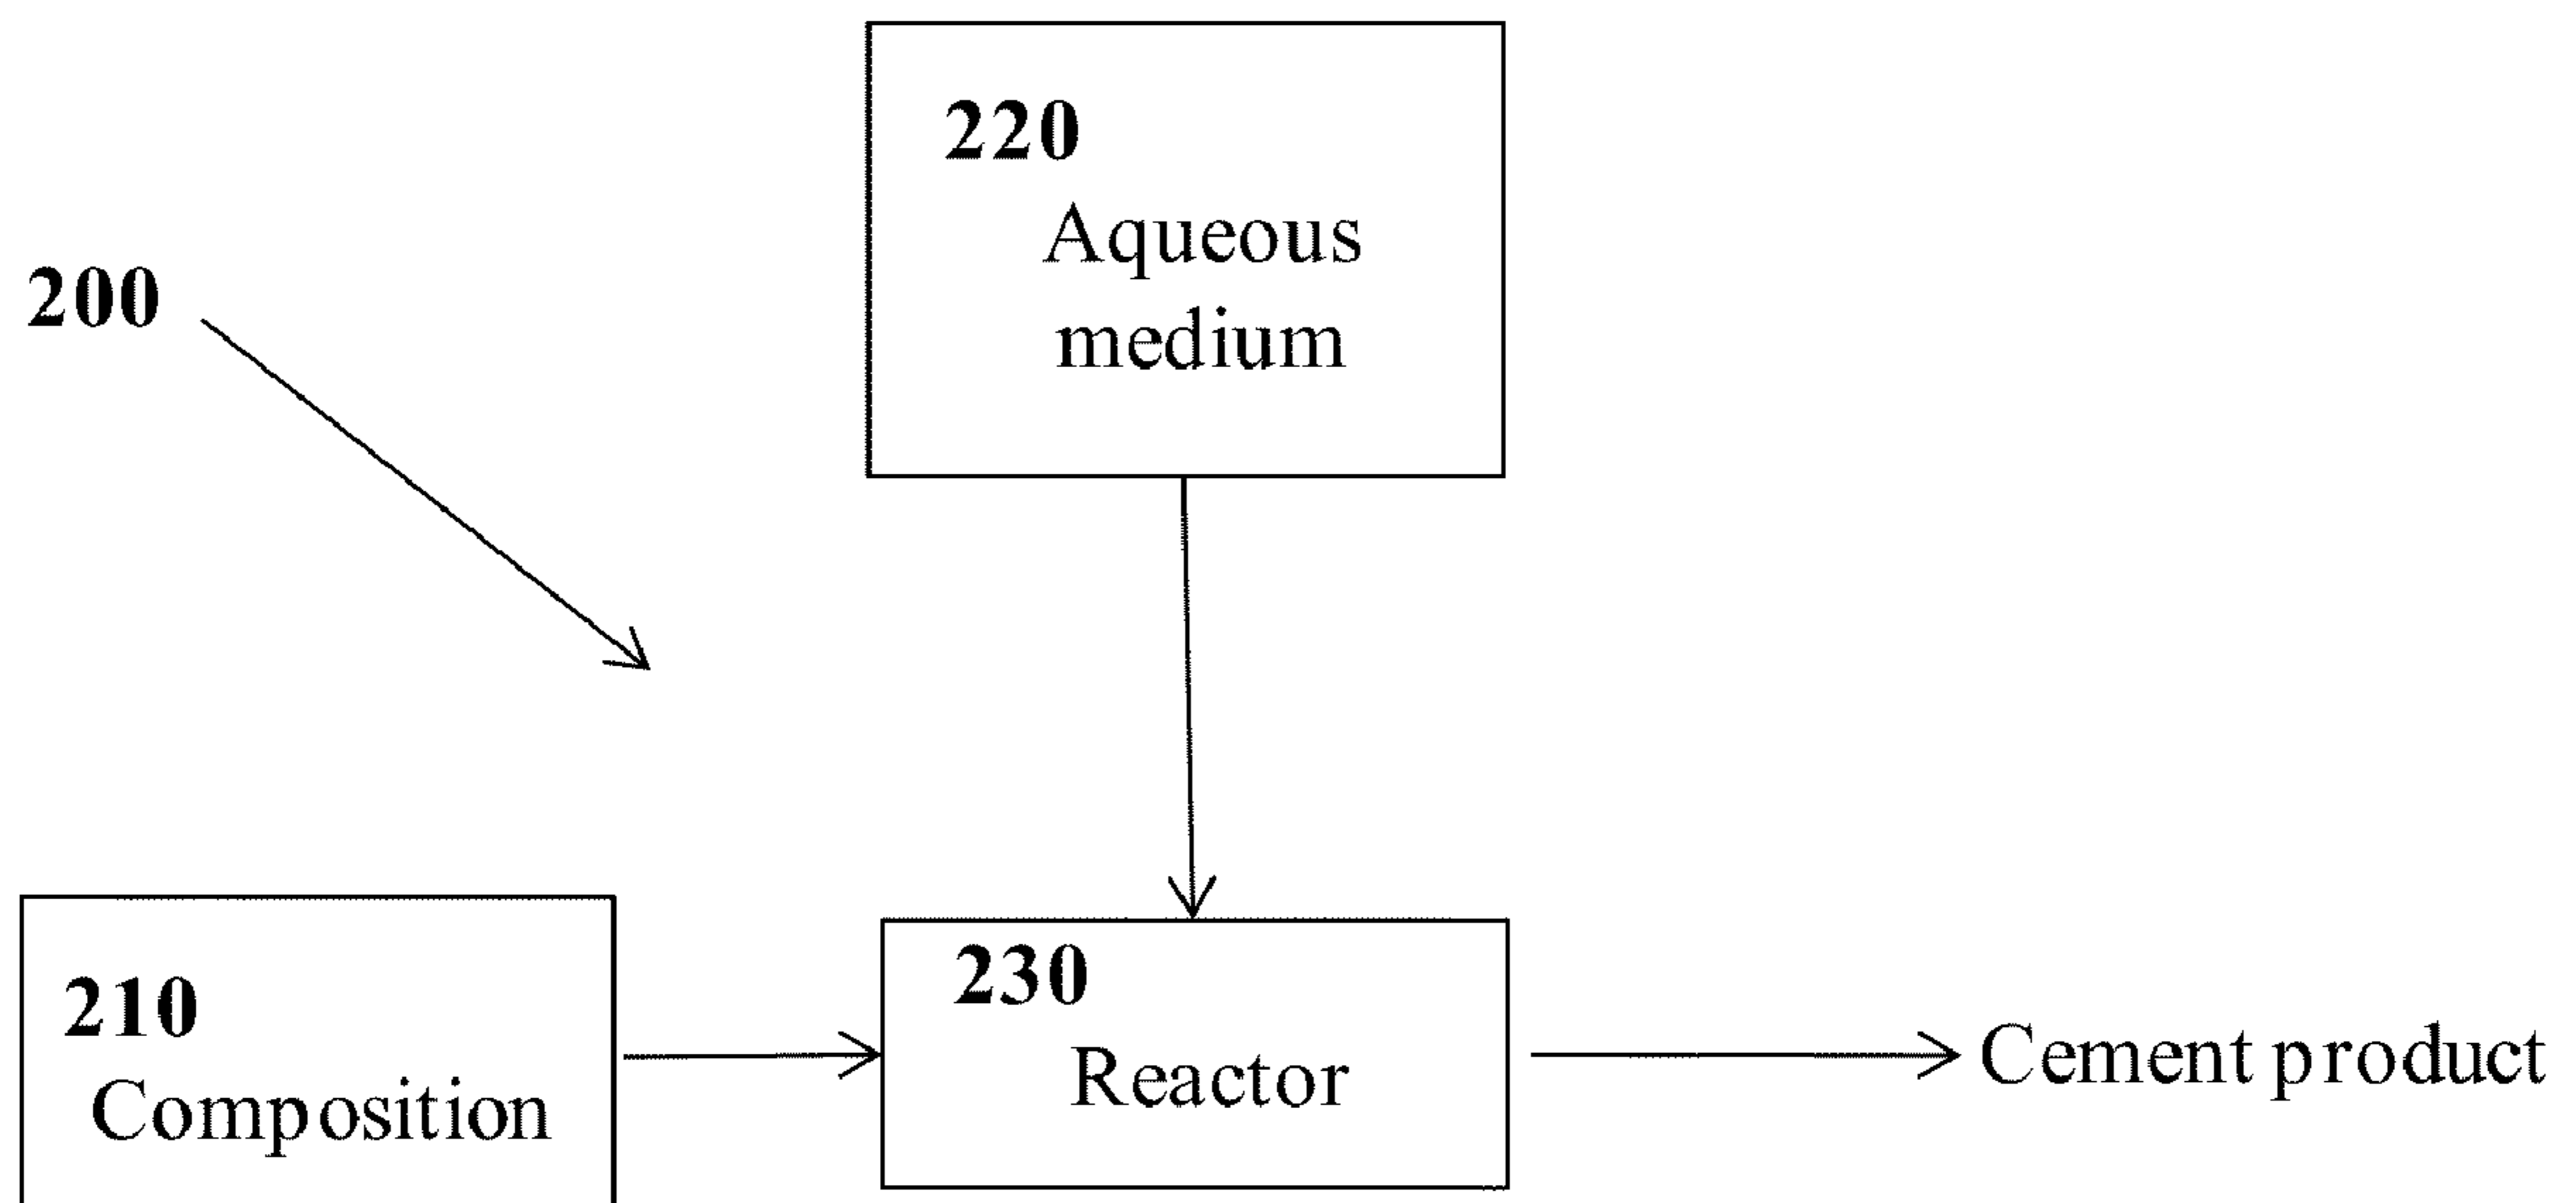 220
Aqueous
medium
200
210
Composition
230
Reactor
Cement product